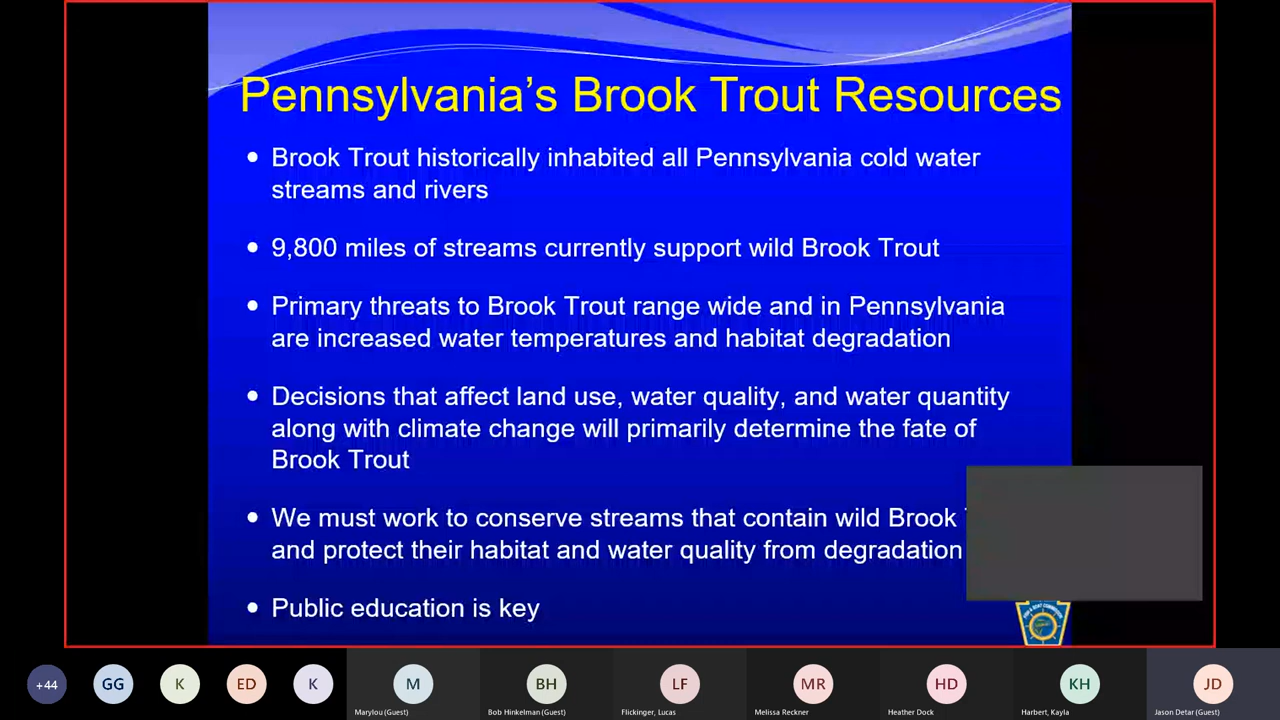 Pennsylvania's Brook Trout Resources
• Brook Trout historically inhabited all Pennsylvania cold water
streams and rivers
• 9,800 miles of streams currently support wild Brook Trout
• Primary threats to Brook Trout range wide and in Pennsylvania
are increased water temperatures and habitat degradation
• Decisions that affect land use, water quality, and water quantity
along with climate change will primarily determine the fate of
Brook Trout
• We must work to conserve streams that contain wild Brook
and protect their habitat and water quality from degradation
• Public education is key
+44
GG
K
ED
K
M
Marylou (Guest)
BH
Bob Hinkelman (Guest)
LF
Flickinger, Lucas
MR
Melissa Reckner
HD
Heather Dock
KH
Harbert, Kayla
JD
Jason Detar (Guest)